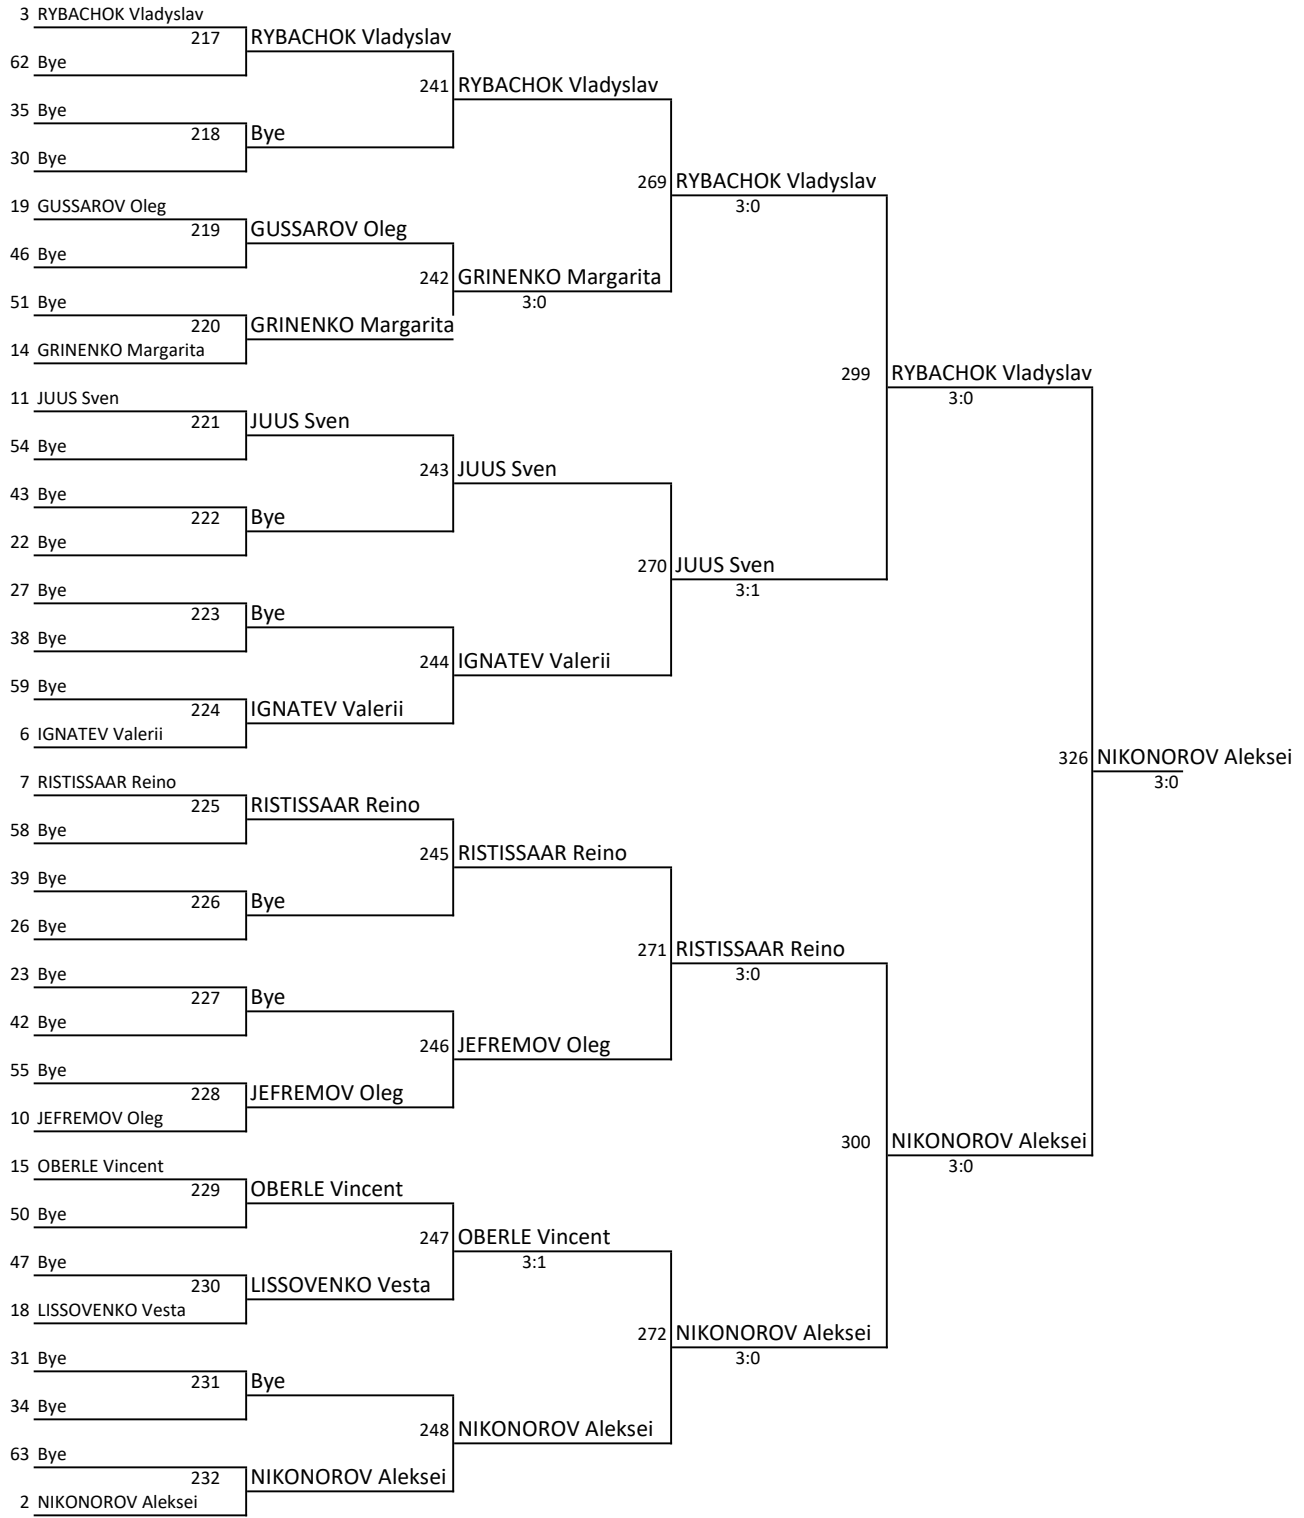 3 RYBACHOK Vladyslav
217 RYBACHOK Vladyslav
62 Bye
241 RYBACHOK Vladyslav
35 Bye
218 Bye
30 Bye
269 RYBACHOK Vladyslav
3:0
19 GUSSAROV Oleg
219 GUSSAROV Oleg
46 Bye
242 GRINENKO Margarita
3:0
51 Bye
220 GRINENKO Margarita
14 GRINENKO Margarita
299 RYBACHOK Vladyslav
3:0
11 JUUS Sven
221 JUUS Sven
54 Bye
243 JUUS Sven
43 Bye
222 Bye
22 Bye
270 JUUS Sven
3:1
27 Bye
223 Bye
38 Bye
244 IGNATEV Valerii
59 Bye
224 IGNATEV Valerii
6 IGNATEV Valerii
326 NIKONOROV Aleksei
3:0
7 RISTISSAAR Reino
225 RISTISSAAR Reino
58 Bye
245 RISTISSAAR Reino
39 Bye
226 Bye
26 Bye
271 RISTISSAAR Reino
3:0
23 Bye
227 Bye
42 Bye
246 JEFREMOV Oleg
55 Bye
228 JEFREMOV Oleg
10 JEFREMOV Oleg
300 NIKONOROV Aleksei
3:0
15 OBERLE Vincent
229 OBERLE Vincent
50 Bye
247 OBERLE Vincent
3:1
47 Bye
230 LISSOVENKO Vesta
18 LISSOVENKO Vesta
272 NIKONOROV Aleksei
3:0
31 Bye
231 Bye
34 Bye
248 NIKONOROV Aleksei
63 Bye
232 NIKONOROV Aleksei
2 NIKONOROV Aleksei